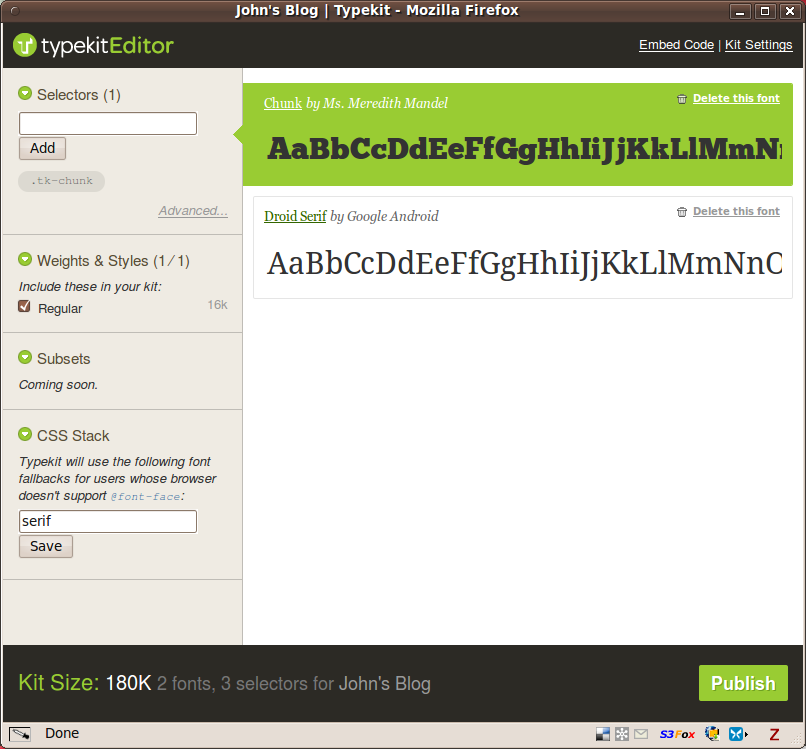 John's Blog | Typekit - Mozilla Firefox
typekitEditor
Embed Code | Kit Settings
Selectors (1)
Add
.tk-chunk
Advanced...
Weights & Styles (1/1)
Include these in your kit:
Regular 16k
Subsets
Coming soon.
CSS Stack
Typekit will use the following font
fallbacks for users whose browser
doesn't support @font-face:
serif
Save
Chunk by Ms. Meredith Mandel
Delete this font
AaBbCcDdEeFfGgHhIiJjKkLlMmNn
Droid Serif by Google Android
Delete this font
AaBbCcDdEeFfGgHhIiJjKkLlMmNnO
Kit Size: 180K 2 fonts, 3 selectors for John's Blog
Publish
Done
S3Fox
Z